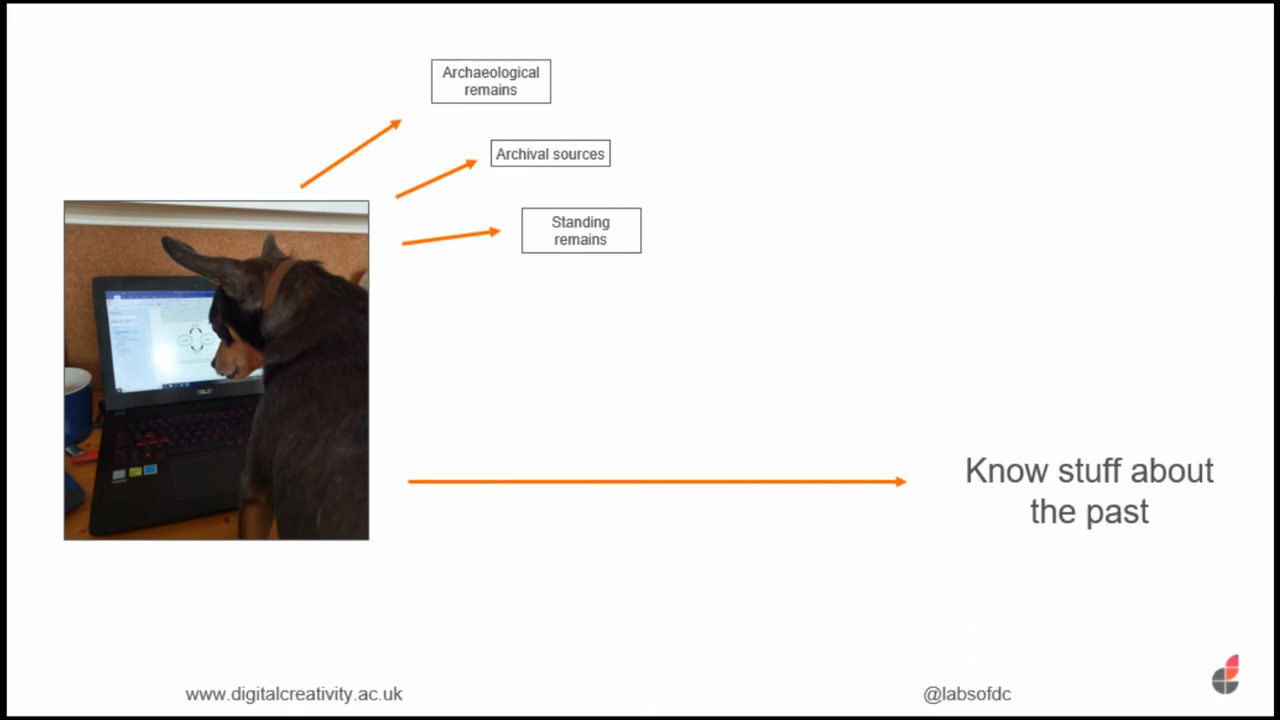 Archaeological
remains
Archival sources
Standing
remains
Know stuff about
the past
www.digitalcreativity.ac.uk
@labsofdc